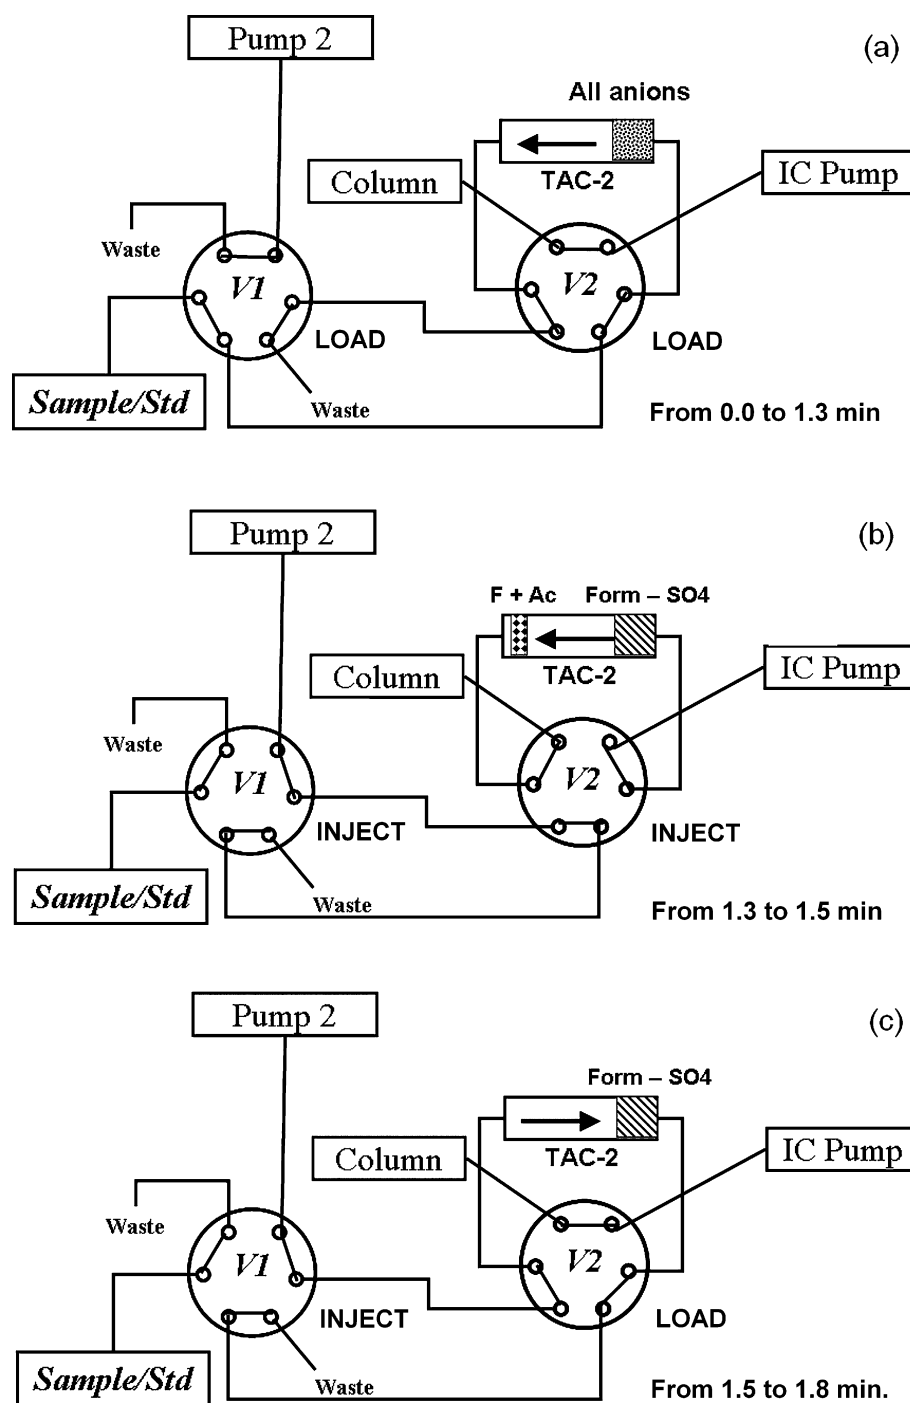 Pump 2
(a)
All anions
Column
TAC-2
IC Pump
Waste
V1
V2
LOAD
LOAD
Sample/Std
Waste
From 0.0 to 1.3 min
Pump 2
(b)
F + Ac
Form – SO4
Column
TAC-2
IC Pump
Waste
V1
V2
INJECT
INJECT
Sample/Std
Waste
From 1.3 to 1.5 min
Pump 2
(c)
Form – SO4
Column
TAC-2
IC Pump
Waste
V1
V2
INJECT
LOAD
Sample/Std
Waste
From 1.5 to 1.8 min.